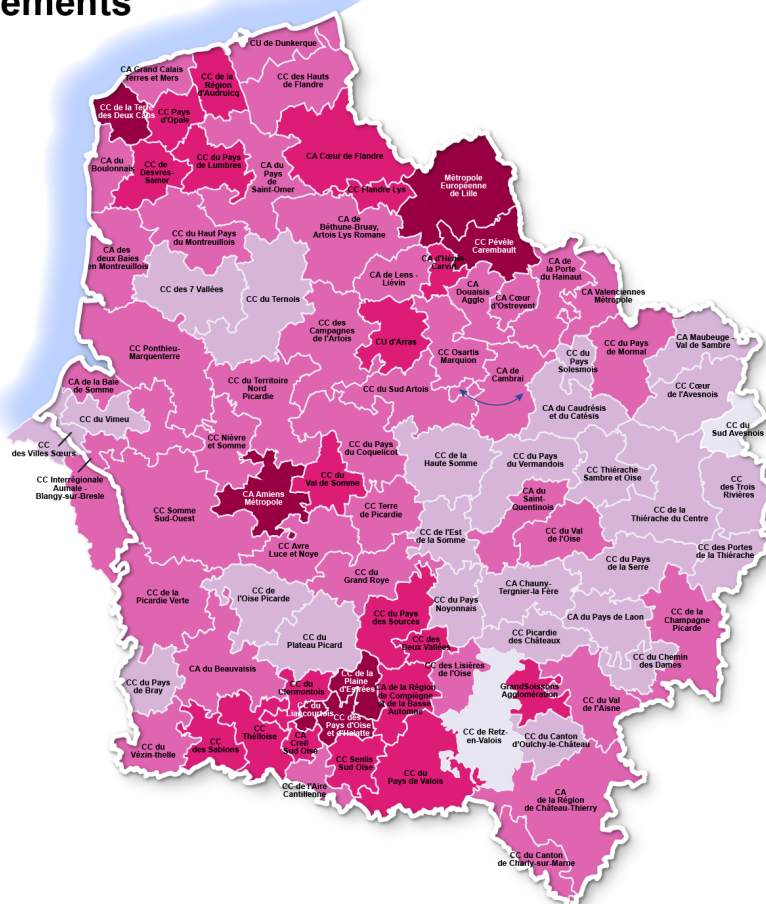 ements
CU de Dunkerque
CA Grand Calais
Terres et Mers
CC de la
Région
d'Audruicq
CC des Hauts
de Flandre
CC de la Terre
des Deux Caps
CC Pays
d'Opale
CA du
Boulonnais
CC de
Desvres-
Samer
CC du Pays
de Lumbres
CA du
Pays
de
Saint-Omer
CA Cœur de Flandre
CC Flandre Lys
Métropole
Européenne
de Lille
CC du Haut Pays
du Montreuillois
CA de
Béthune-Bruay,
Artois Lys Romane
CC Pévèle
Carembault
CA des
deux Baies
en Montreuillois
CC des 7 Vallées
CC du Ternois
CA de Lens -
Liévin
CA d'Hénin-
Carvin
CA
Douaisis
Agglo
CA Cœur
d'Ostrevent
CA de
la Porte
du Hainaut
CA Valenciennes
Métropole
CC Ponthieu-
Marquenterre
CC des
Campagnes
de l'Artois
CU d'Arras
CC Osartis
Marquion
CA de
Cambrai
CC du
Pays
Solesmois
CC du Pays
de Mormal
CA Maubeuge -
Val de Sambre
CC Cœur
de l'Avesnois
CA de la Baie
de Somme
CC du Vimeu
CC du Territoire
Nord
Picardie
CC du Sud Artois
CA du Caudrésis
et du Catésis
CC du
Sud Avesnois
CC
des Villes Sœurs
CC Interrégionale
Aumale -
Blangy-sur-Bresle
CC Nièvre
et Somme
CC du Pays
du Coquelicot
CC de la
Haute Somme
CC du Pays
du Vermandois
CC Thiérache
Sambre et Oise
CC
des Trois
Rivières
CC Somme
Sud-Ouest
CA Amiens
Métropole
CC du
Val de Somme
CC Terre
de Picardie
CA du
Saint-
Quentinois
CC de la
Thiérache du Centre
CC Avre
Luce et Noye
CC de l'Est
de la Somme
CC du Val
de l'Oise
CC des Portes
de la Thiérache
CC du Pays
de la Serre
CC de la
Picardie Verte
CC de
l'Oise Picarde
CC du
Grand Roye
CC du Pays
des Sources
CC du Pays
Noyonnais
CA Chauny-
Tergnier-la Fère
CA du Pays de Laon
CC de la
Champagne
Picarde
CC du
Plateau Picard
CC des
Deux Vallées
CC Picardie
des Châteaux
CC du Chemin
des Dames
CC du Pays
de Bray
CA du Beauvaisis
CC du
Clermontois
CC de la
Plaine
d'Estrées
CA de la Région
de Compiègne
et de la Basse
Automne
CC des Lisières
de l'Oise
GrandSoissons
Agglomération
CC du Val
de l'Aisne
CC du
Liancourtois
CC des
Pays d'Oise
et d'Halatte
CC du
Vexin-thelle
CC
des Sablons
CC
Thelloise
CA
Creil
Sud Oise
CC Senlis
Sud Oise
CC du
Pays de Valois
CC de Retz-
en-Valois
CC du Canton
d'Oulchy-le-Château
CC de l'Aire
Cantilienne
CA
de la Région
de Château-Thierry
CC du Canton
de Charly-sur-Marne